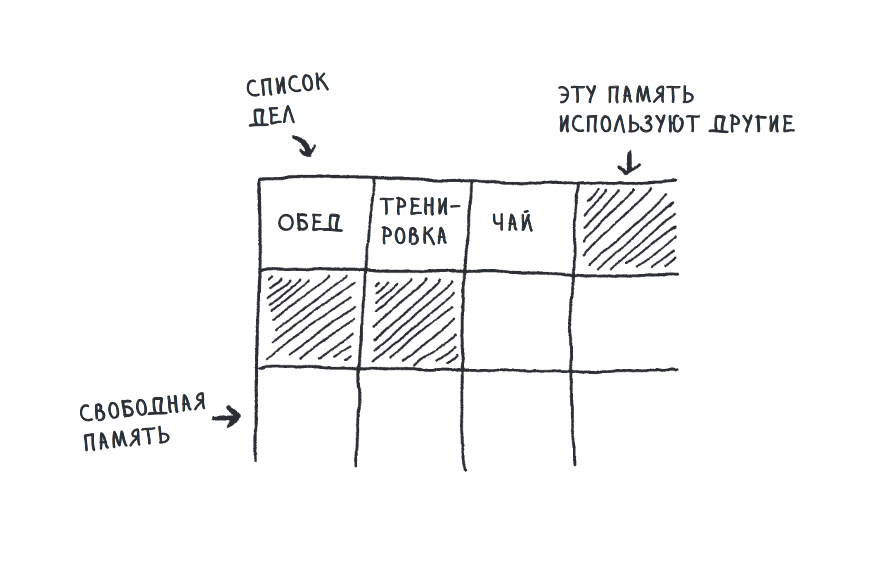 СПИСОК
ДЕЛ
ЭТУ ПАМЯТЬ
ИСПОЛЬЗУЮТ ДРУГИЕ
ОБЕД
ТРЕНИ-
РОВКА
ЧАЙ
СВОБОДНАЯ
ПАМЯТЬ